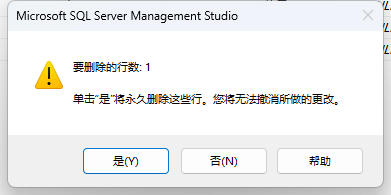 Microsoft SQL Server Management Studio
要删除的行数: 1
单击“是”将永久删除这些行。您将无法撤消所做的更改。
是(Y)
否(N)
帮助